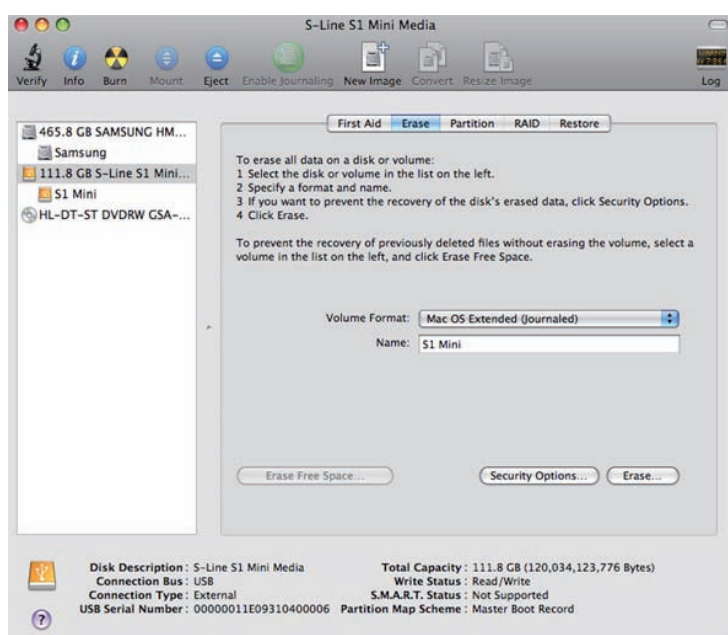 S-Line S1 Mini Media
Verify Info Burn Mount Eject Enable Journaling New Image Convert Resize Image Log
465.8 GB SAMSUNG HM...
Samsung
111.8 GB S-Line S1 Mini...
S1 Mini
HL-DT-ST DVDRW GSA-...
First Aid Erase Partition RAID Restore
To erase all data on a disk or volume:
1 Select the disk or volume in the list on the left.
2 Specify a format and name.
3 If you want to prevent the recovery of the disk's erased data, click Security Options.
4 Click Erase.
To prevent the recovery of previously deleted files without erasing the volume, select a
volume in the list on the left, and click Erase Free Space.
Volume Format: Mac OS Extended (Journaled)
Name: S1 Mini
Erase Free Space... Security Options... Erase...
Disk Description : S-Line S1 Mini Media Total Capacity : 111.8 GB (120,034,123,776 Bytes)
Connection Bus : USB Write Status : Read/Write
Connection Type : External S.M.A.R.T. Status : Not Supported
USB Serial Number : 00000011E09310400006 Partition Map Scheme : Master Boot Record
?